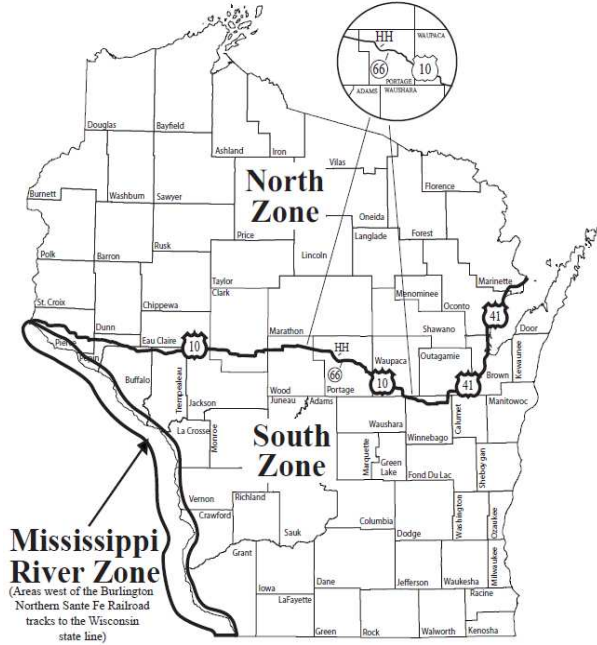 HH
WAUPACA
66
10
PORTAGE
ADAMS
WAUSHARA
Douglas
Bayfield
Ashland
Iron
Vilas
Florence
Burnett
Washburn
Sawyer
North
Zone
Oneida
Forest
Price
Langlade
Rusk
Lincoln
Polk
Barron
Taylor
Marinette
Menominee
Oconto
St. Croix
Chippewa
Clark
41
Dunn
Marathon
Shawano
Door
Eau Claire
10
HH
Outagamie
Pierce
Pepin
Waupaca
Kewaunee
Brown
66
10
41
Buffalo
Trempealeau
Wood
Portage
Jackson
Juneau
Adams
Calumet
Manitowoc
La Crosse
Monroe
South
Zone
Waushara
Winnebago
Marquette
Green
Lake
Fond Du Lac
Sheboygan
Vernon
Richland
Crawford
Columbia
Sauk
Dodge
Washington
Ozaukee
Mississippi
River Zone
(Areas west of the Burlington
Northern Sante Fe Railroad
tracks to the Wisconsin
state line)
Grant
Iowa
Dane
Jefferson
Waukesha
Milwaukee
LaFayette
Racine
Green
Rock
Walworth
Kenosha